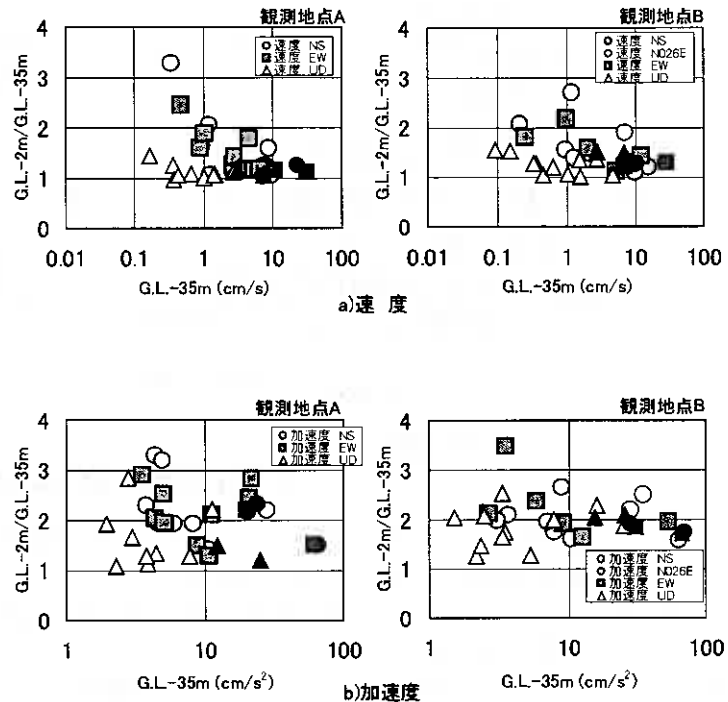 観測地点A
○速度 NS
■速度 EW
△速度 UD
G.L.-2m/G.L.-35m
4
3
2
1
0
0.01 0.1 1 10 100
G.L.-35m (cm/s)
観測地点B
○速度 NS
○速度 N026E
■速度 EW
△速度 UD
G.L.-2m/G.L.-35m
4
3
2
1
0
0.01 0.1 1 10 100
G.L.-35m (cm/s)
a)速 度
観測地点A
○加速度 NS
■加速度 EW
△加速度 UD
G.L.-2m/G.L.-35m
4
3
2
1
0
1 10 100
G.L.-35m (cm/s²)
観測地点B
○加速度 NS
○加速度 N026E
■加速度 EW
△加速度 UD
G.L.-2m/G.L.-35m
4
3
2
1
0
1 10 100
G.L.-35m (cm/s²)
b)加速度